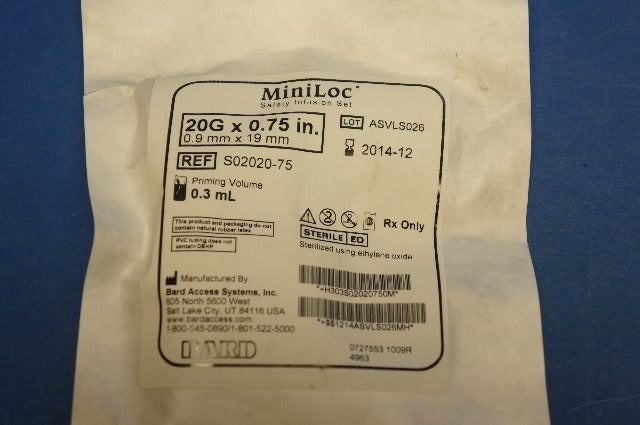 MiniLoc
Safety Infusion Set
20G x 0.75 in.
0.9 mm x 19 mm
LOT ASVLS026
2014-12
REF S02020-75
Priming Volume
0.3 mL
This product and packaging do not
contain natural rubber latex.
PVC tubing does not
contain DEHP.
2
Rx Only
STERILE EO
Sterilized using ethylene oxide
Manufactured By:
Bard Access Systems, Inc.
605 North 5600 West
Salt Lake City, UT 84116 USA
www.bardaccess.com
1-800-545-0890/1-801-522-5000
BARD
*+H303S02020750M*
*+$$1214ASVLS026MH*
0727553 1009R
4963